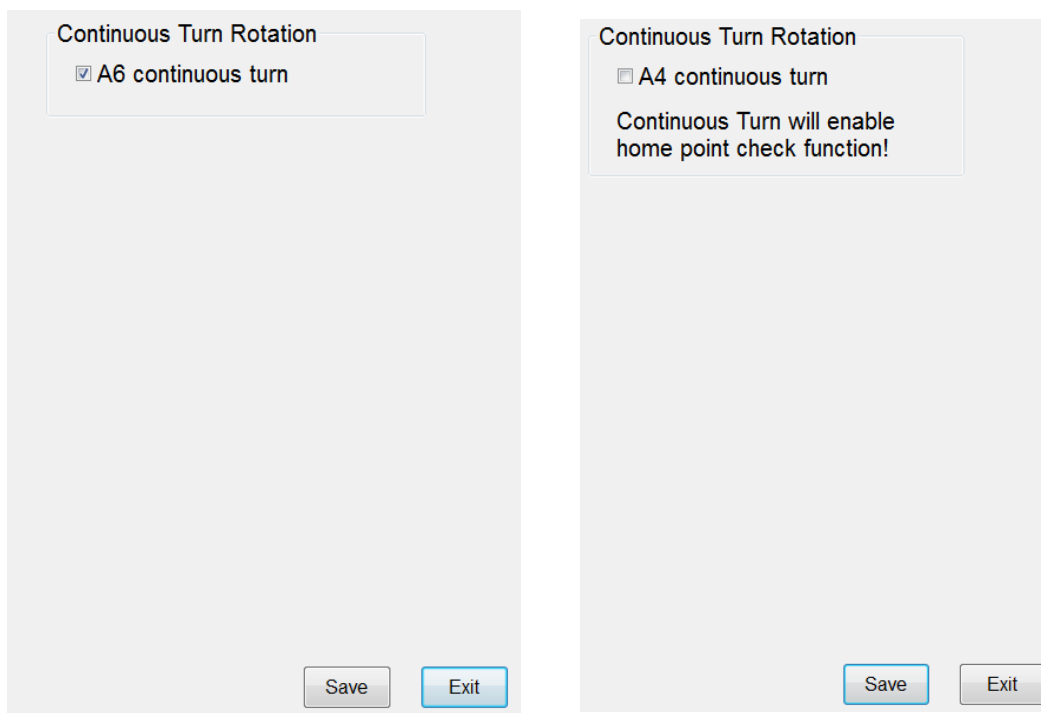 Continuous Turn Rotation
A6 continuous turn
Save
Exit
Continuous Turn Rotation
A4 continuous turn
Continuous Turn will enable
home point check function!
Save
Exit